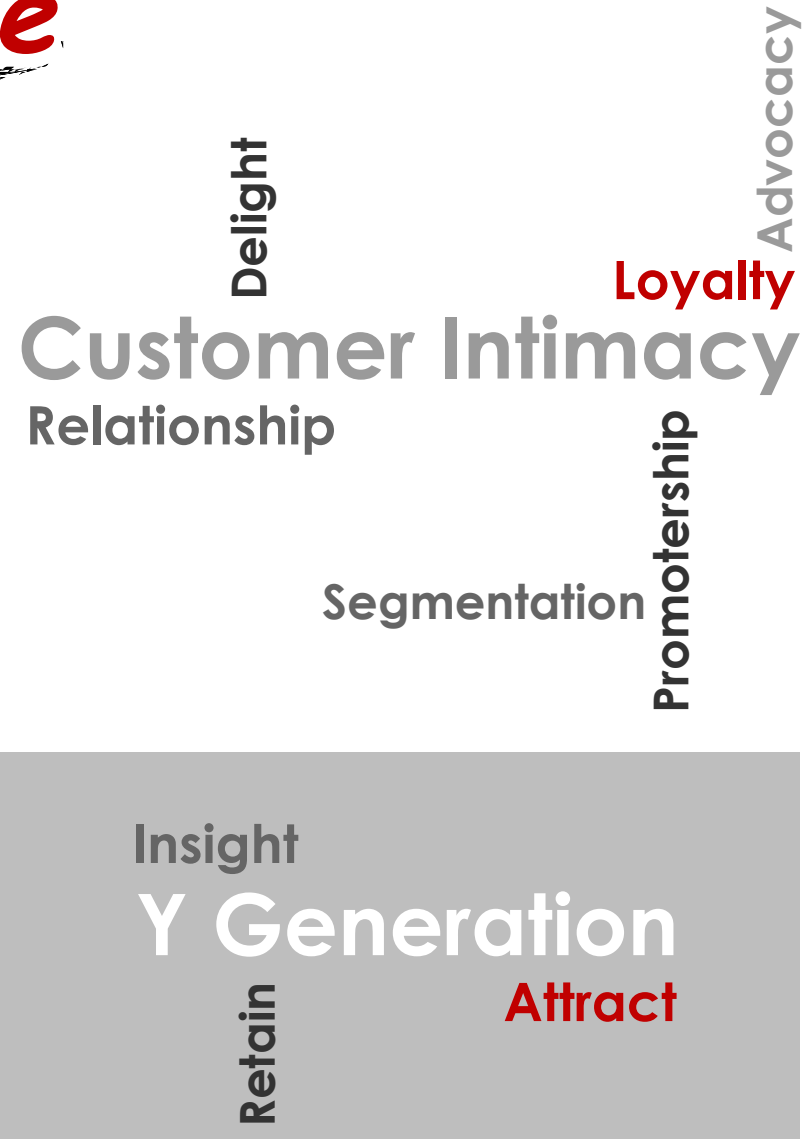 e
Advocacy
Delight
Loyalty
Customer Intimacy
Relationship
Promotership
Segmentation
Insight
Y Generation
Attract
Retain